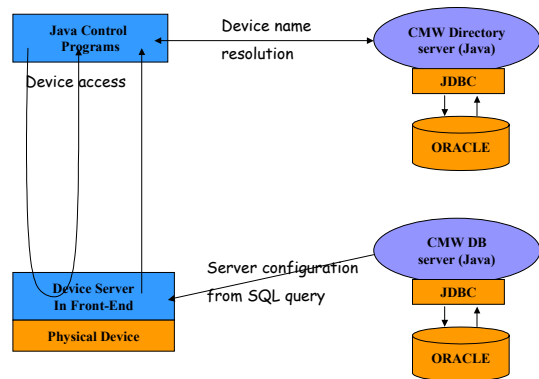 Java Control
Programs
Device name
resolution
CMW Directory
server (Java)
JDBC
ORACLE
Device access
Device Server
In Front-End
Physical Device
Server configuration
from SQL query
CMW DB
server (Java)
JDBC
ORACLE